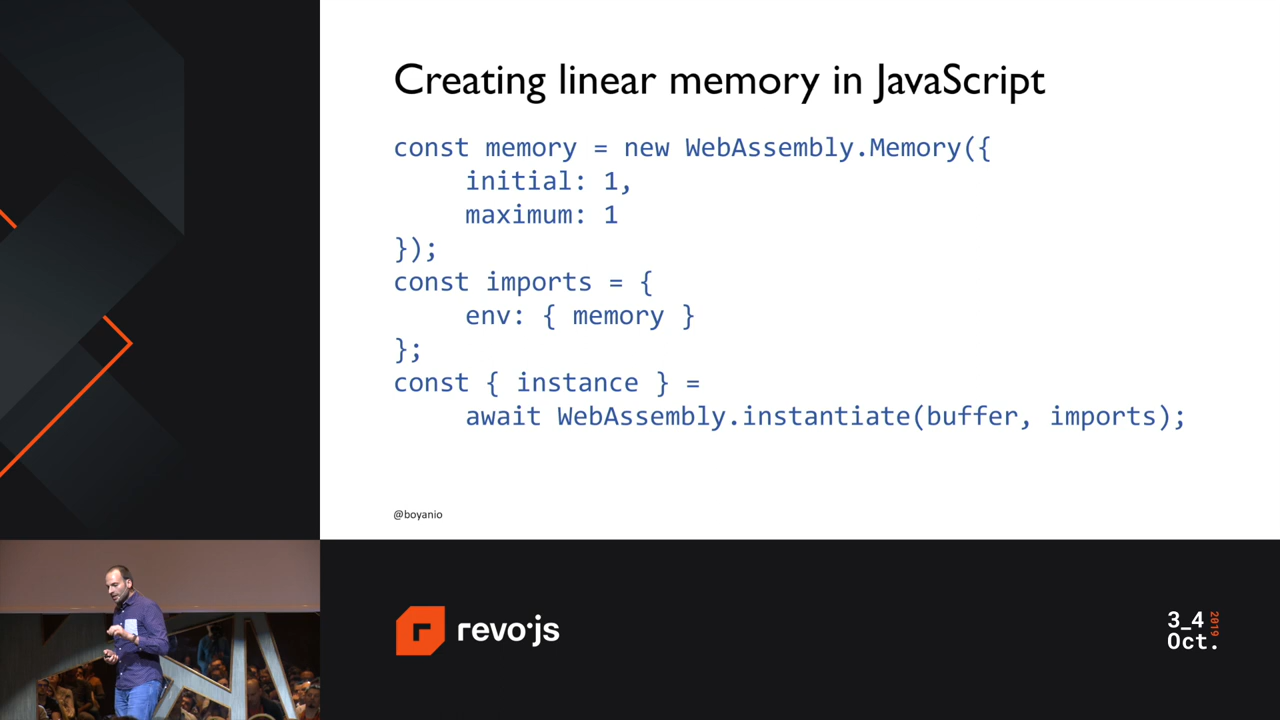 Creating linear memory in JavaScript
const memory = new WebAssembly.Memory({
initial: 1,
maximum: 1
});
const imports = {
env: { memory }
};
const { instance } =
await WebAssembly.instantiate(buffer, imports);
@boyanio
r revo·js
3_4
Oct.
2019